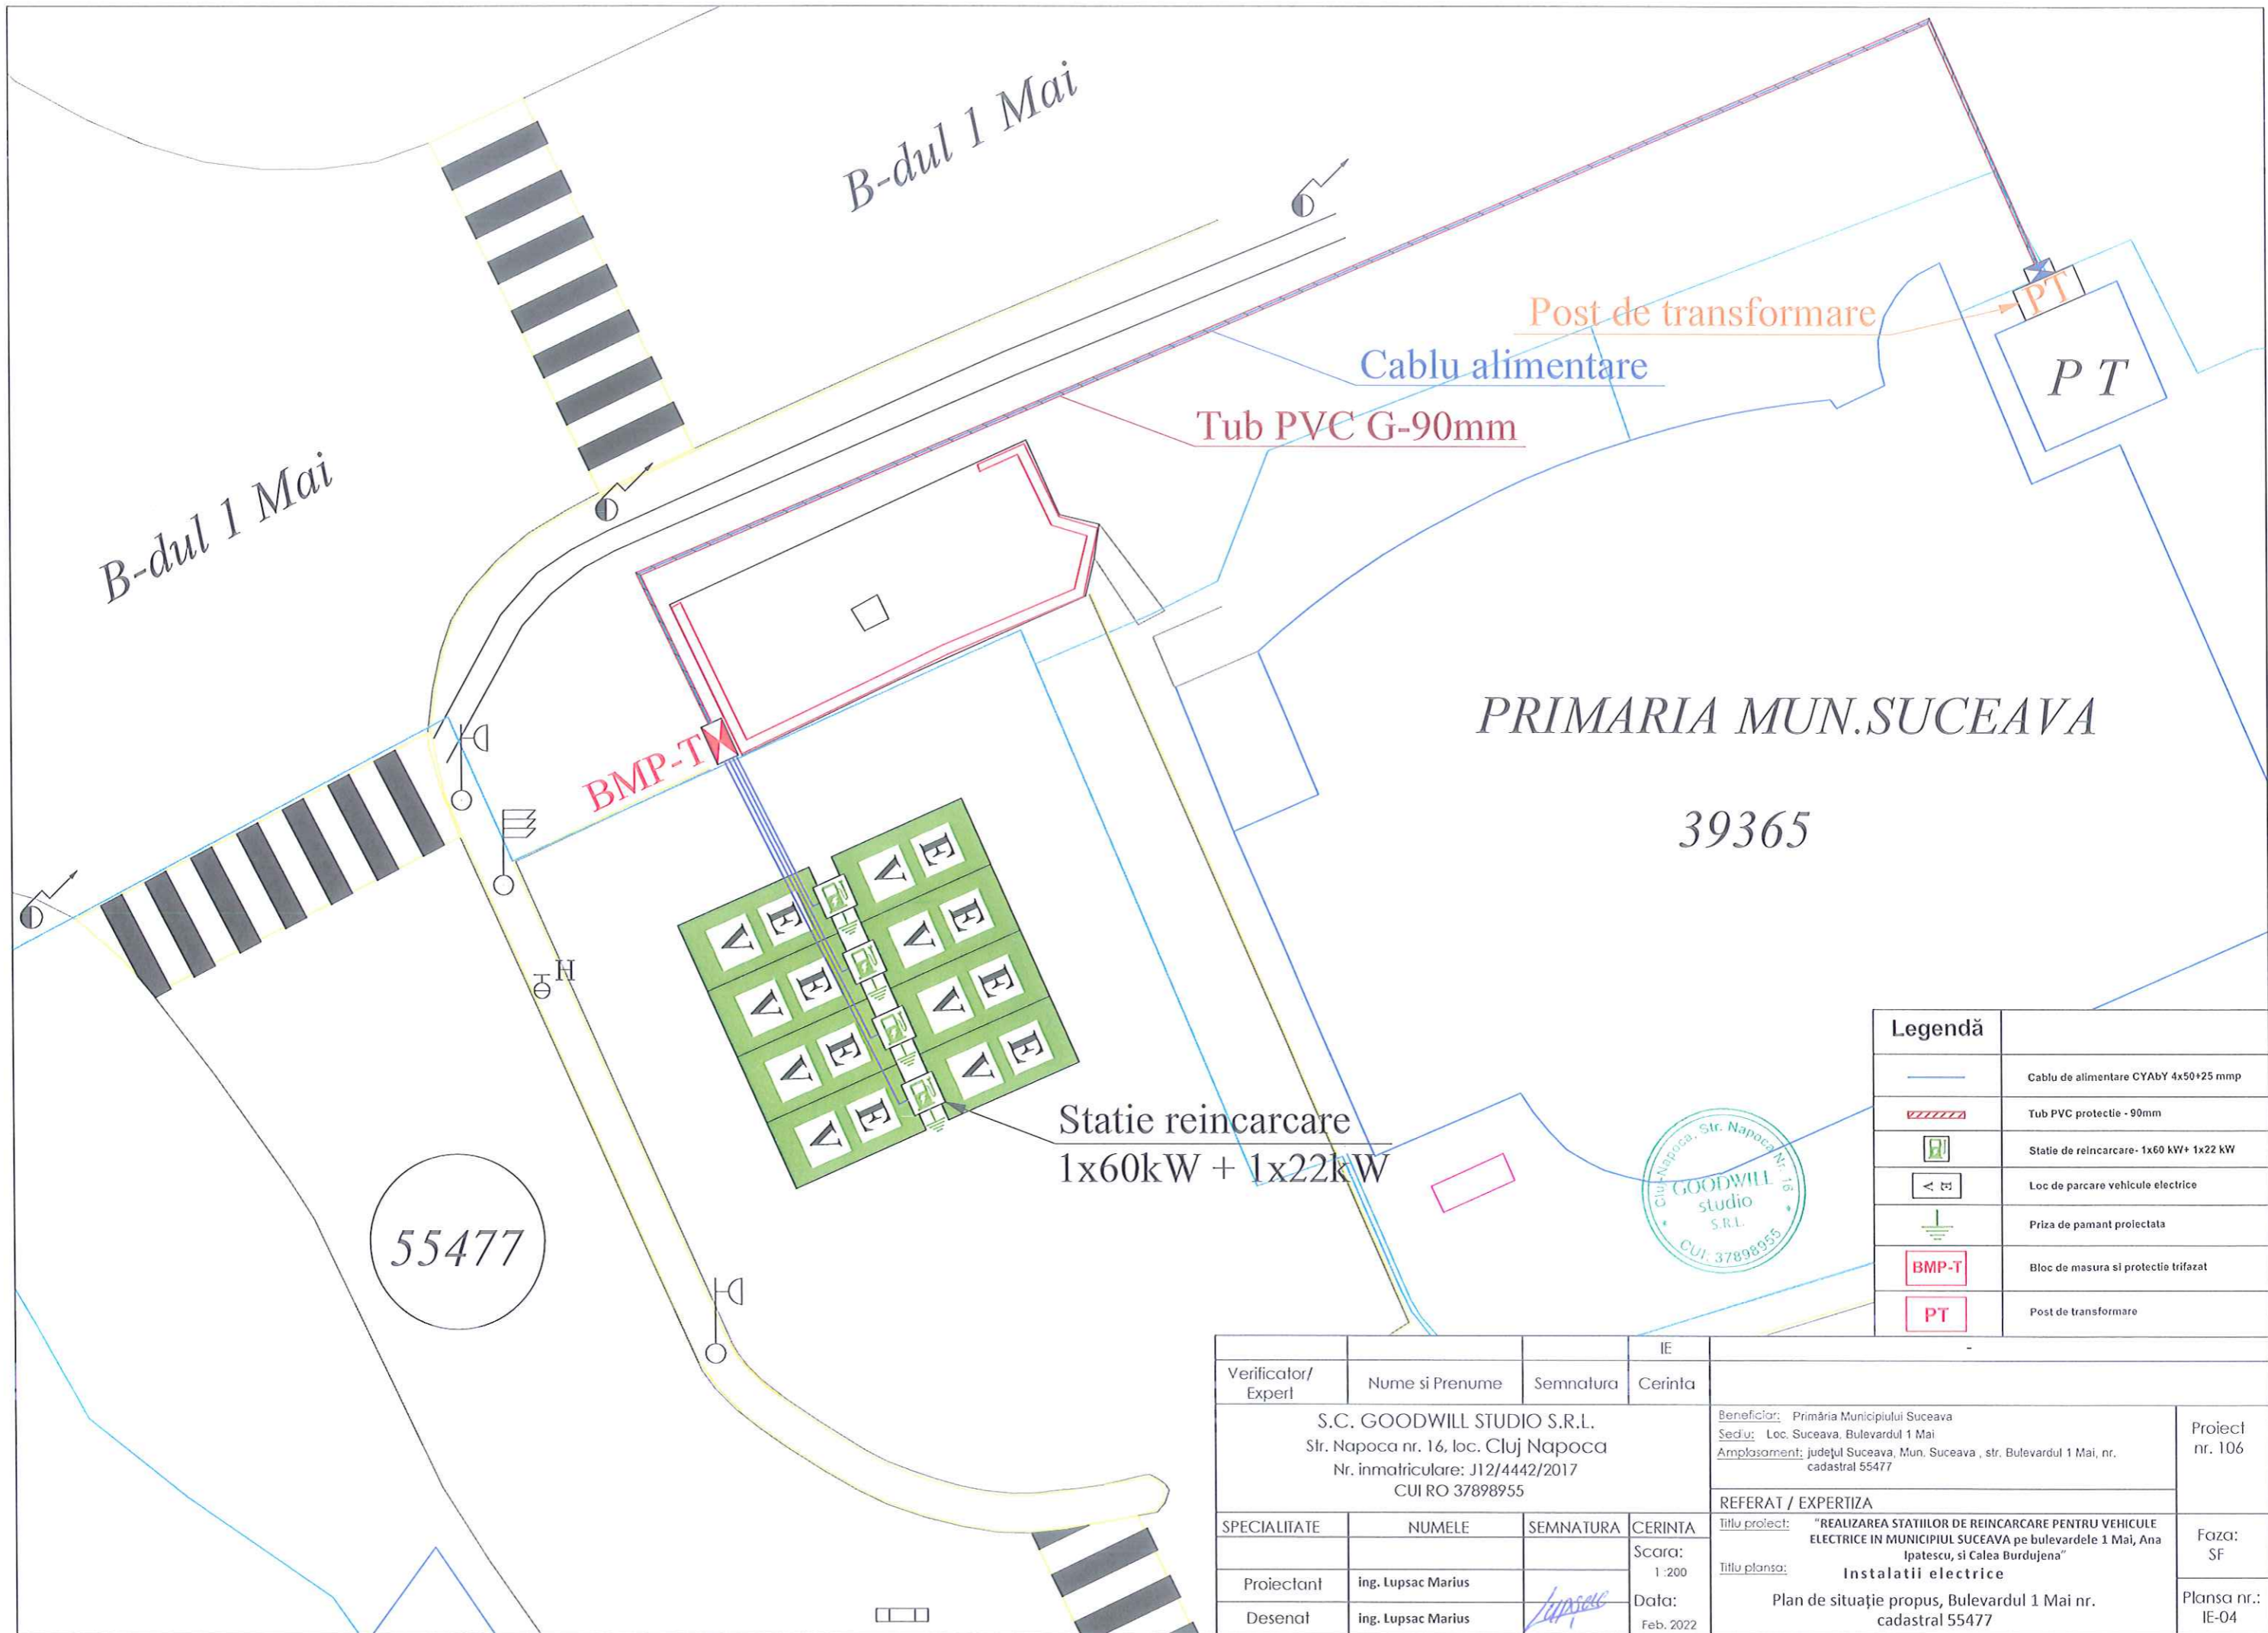 B-dul 1 Mai
B-dul 1 Mai
Post de transformare
PT
Cablu alimentare
P T
Tub PVC G-90mm
PRIMARIA MUN.SUCEAVA
39365
BMP-T
E V
E V
E V
E V
E V
E V
E V
E V
H
Statie reincarcare
1x60kW + 1x22kW
55477
Cluj-Napoca, Str. Napoca Nr. 16
GOODWILL
studio
S.R.L.
CUI: 37898955
Legendă
Cablu de alimentare CYAbY 4x50+25 mmp
Tub PVC protectie - 90mm
Statie de reincarcare- 1x60 kW+ 1x22 kW
V E
Loc de parcare vehicule electrice
Priza de pamant proiectata
BMP-T
Bloc de masura si protectie trifazat
PT
Post de transformare
IE
-
Verificator/
Expert
Nume si Prenume
Semnatura
Cerinta
S.C. GOODWILL STUDIO S.R.L.
Str. Napoca nr. 16, loc. Cluj Napoca
Nr. inmatriculare: J12/4442/2017
CUI RO 37898955
Beneficiar: Primăria Municipiului Suceava
Sediu: Loc. Suceava, Bulevardul 1 Mai
Amplasament: județul Suceava, Mun. Suceava , str. Bulevardul 1 Mai, nr.
cadastral 55477
Proiect
nr. 106
REFERAT / EXPERTIZA
SPECIALITATE
NUMELE
SEMNATURA
CERINTA
Scara:
1 :200
Proiectant
ing. Lupsac Marius
Data:
Feb. 2022
Desenat
ing. Lupsac Marius
Lupsac
Titlu proiect: "REALIZAREA STATIILOR DE REINCARCARE PENTRU VEHICULE
ELECTRICE IN MUNICIPIUL SUCEAVA pe bulevardele 1 Mai, Ana
Ipatescu, si Calea Burdujena"
Titlu plansa: Instalatii electrice
Plan de situație propus, Bulevardul 1 Mai nr.
cadastral 55477
Faza:
SF
Plansa nr.:
IE-04